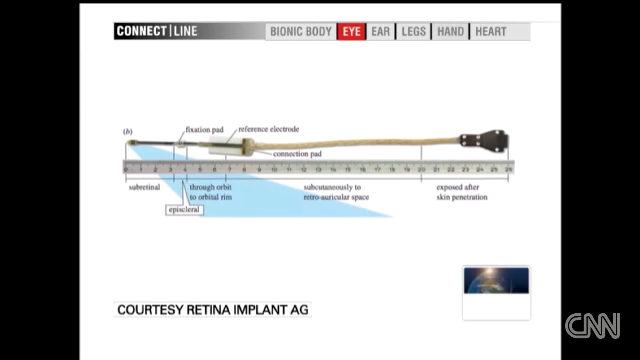 CONNECT | LINE
BIONIC BODY EYE EAR LEGS HAND HEART
(b)
fixation pad
reference electrode
connection pad
0 1 2 3 4 5 6 7 8 9 10 11 12 13 14 15 16 17 18 19 20 21 22 23 24 25 26
subretinal
through orbit
to orbital rim
subcutaneously to
retro-auricular space
exposed after
skin penetration
episcleral
COURTESY RETINA IMPLANT AG
CNN